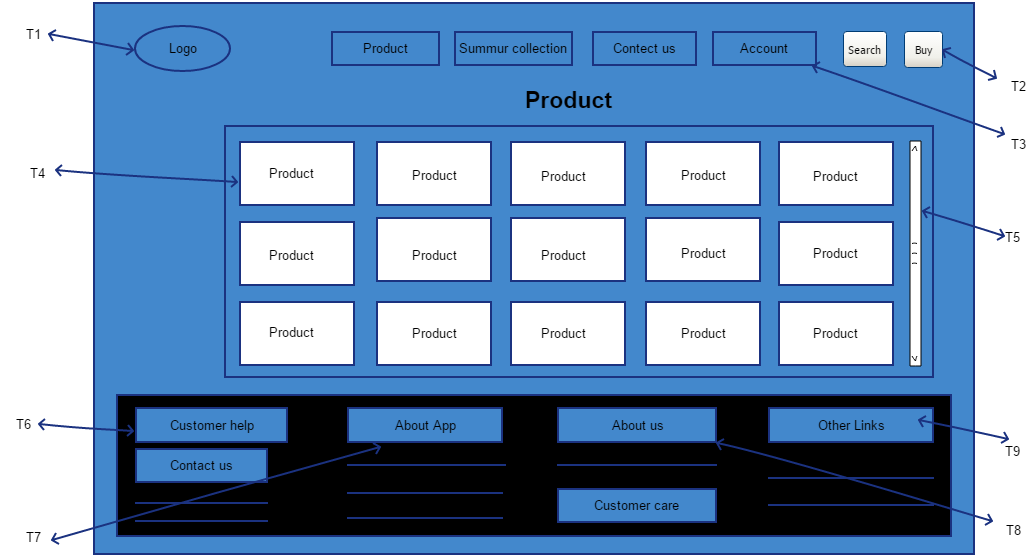 T1
Logo
Product
Summur collection
Contect us
Account
Search
Buy
T2
Product
T3
T4
Product Product Product Product Product
T5
Product Product Product Product Product
Product Product Product Product Product
T6
Customer help
About App
About us
Other Links
T9
Contact us
Customer care
T7
T8